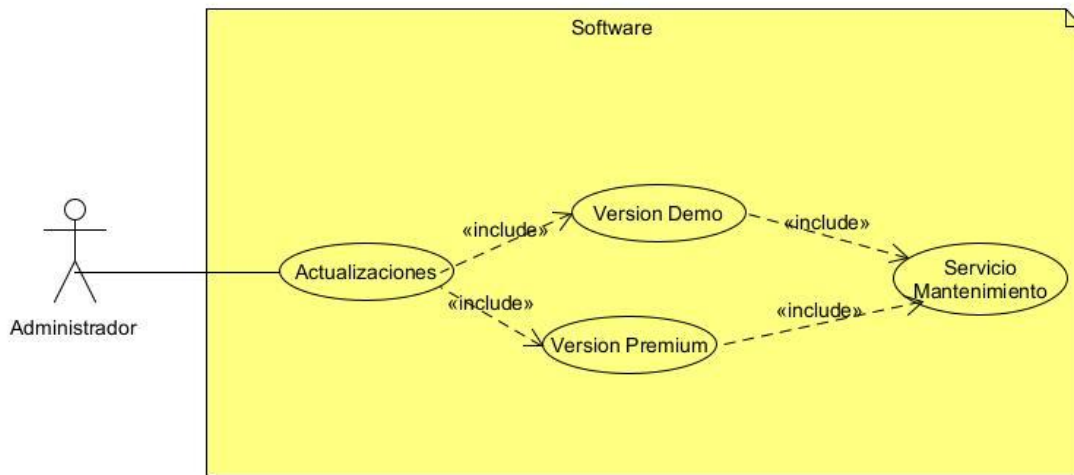 Software
Version Demo
«include»
«include»
Actualizaciones
Servicio
Mantenimiento
«include»
«include»
Administrador
Version Premium